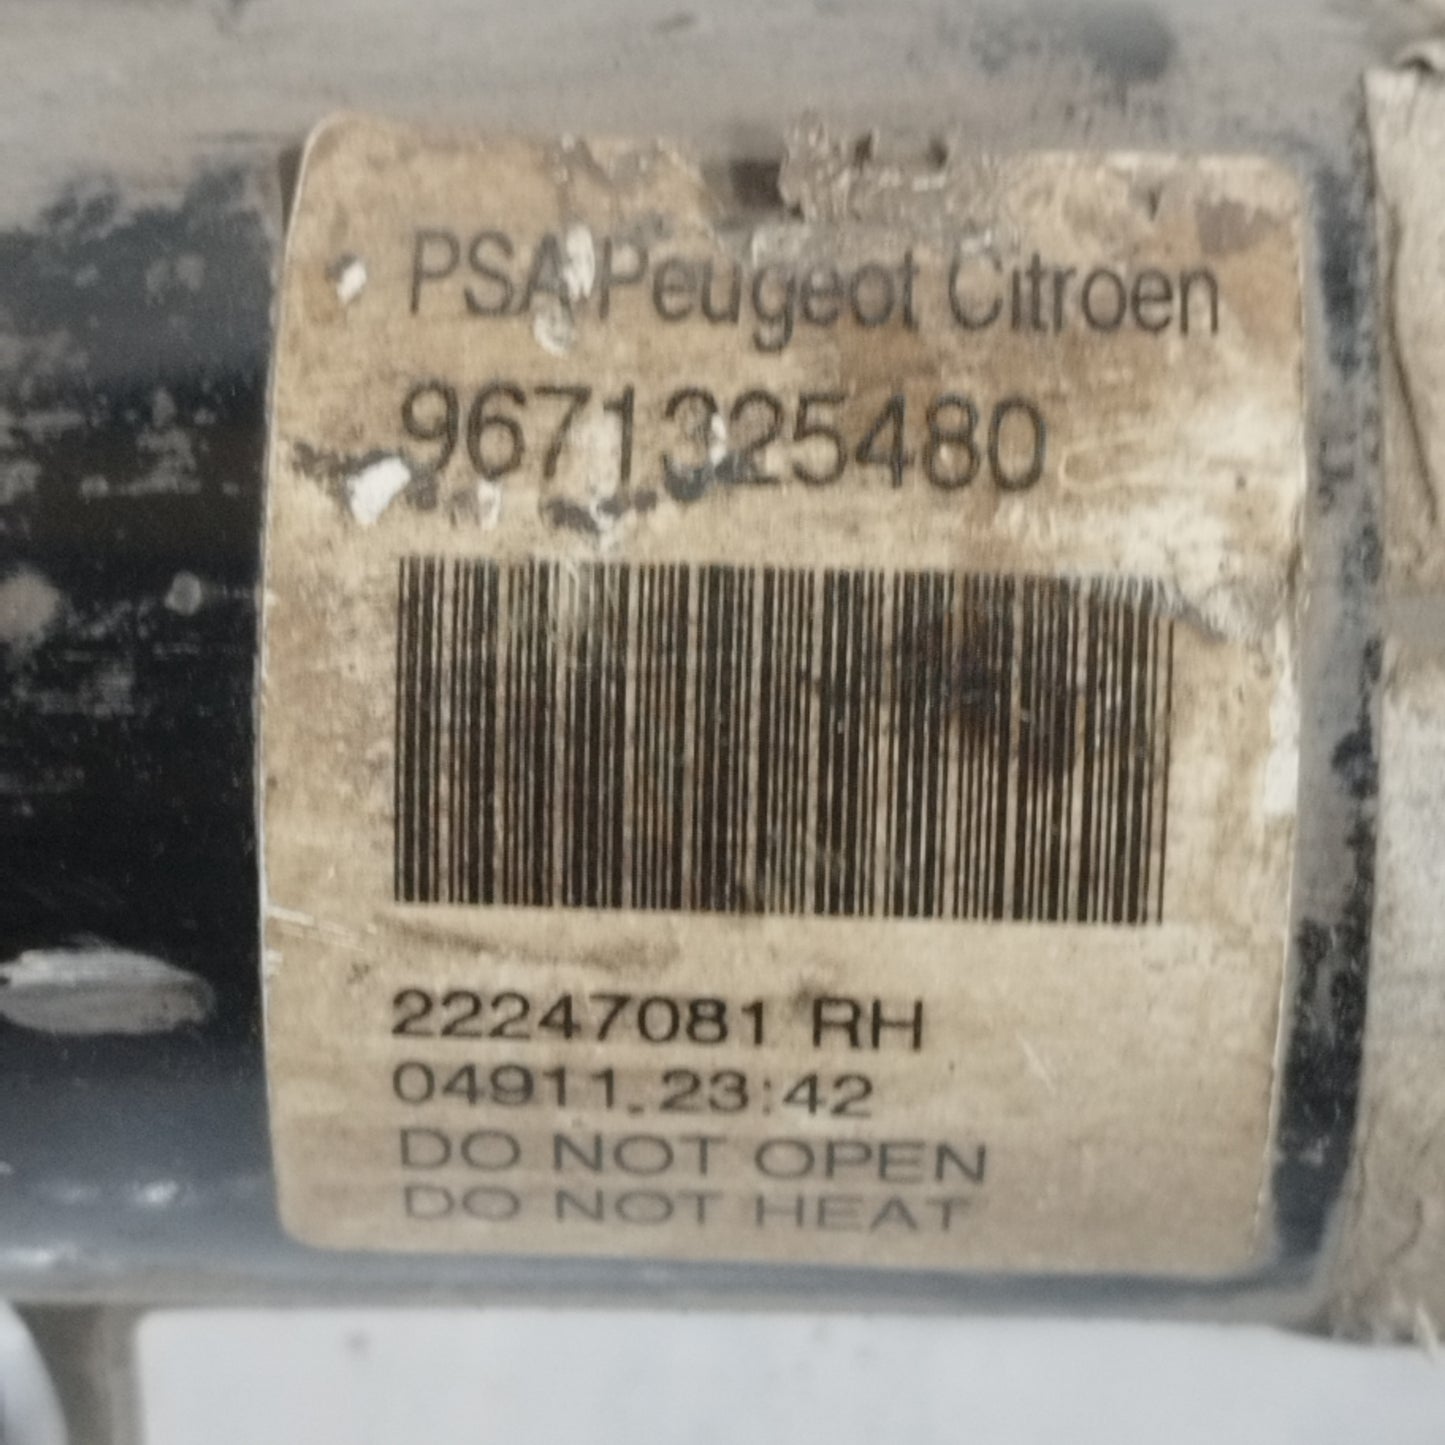 PSA Peugeot Citroen
9671325480
22247081 RH
04911.23:42
DO NOT OPEN
DO NOT HEAT